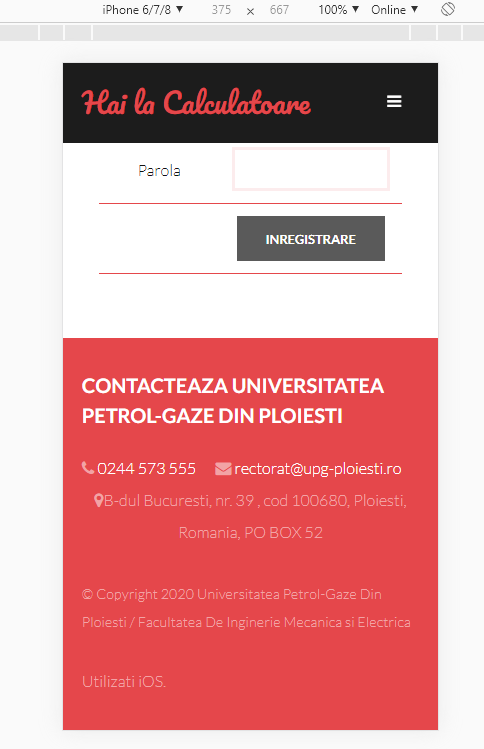 iPhone 6/7/8 ▼ 375 × 667 100% ▼ Online ▼
Hai la Calculatoare
Parola
INREGISTRARE
CONTACTEAZA UNIVERSITATEA
PETROL-GAZE DIN PLOIESTI
0244 573 555 rectorat@upg-ploiesti.ro
B-dul Bucuresti, nr. 39 , cod 100680, Ploiesti,
Romania, PO BOX 52
© Copyright 2020 Universitatea Petrol-Gaze Din
Ploiesti / Facultatea De Inginerie Mecanica si Electrica
Utilizati iOS.